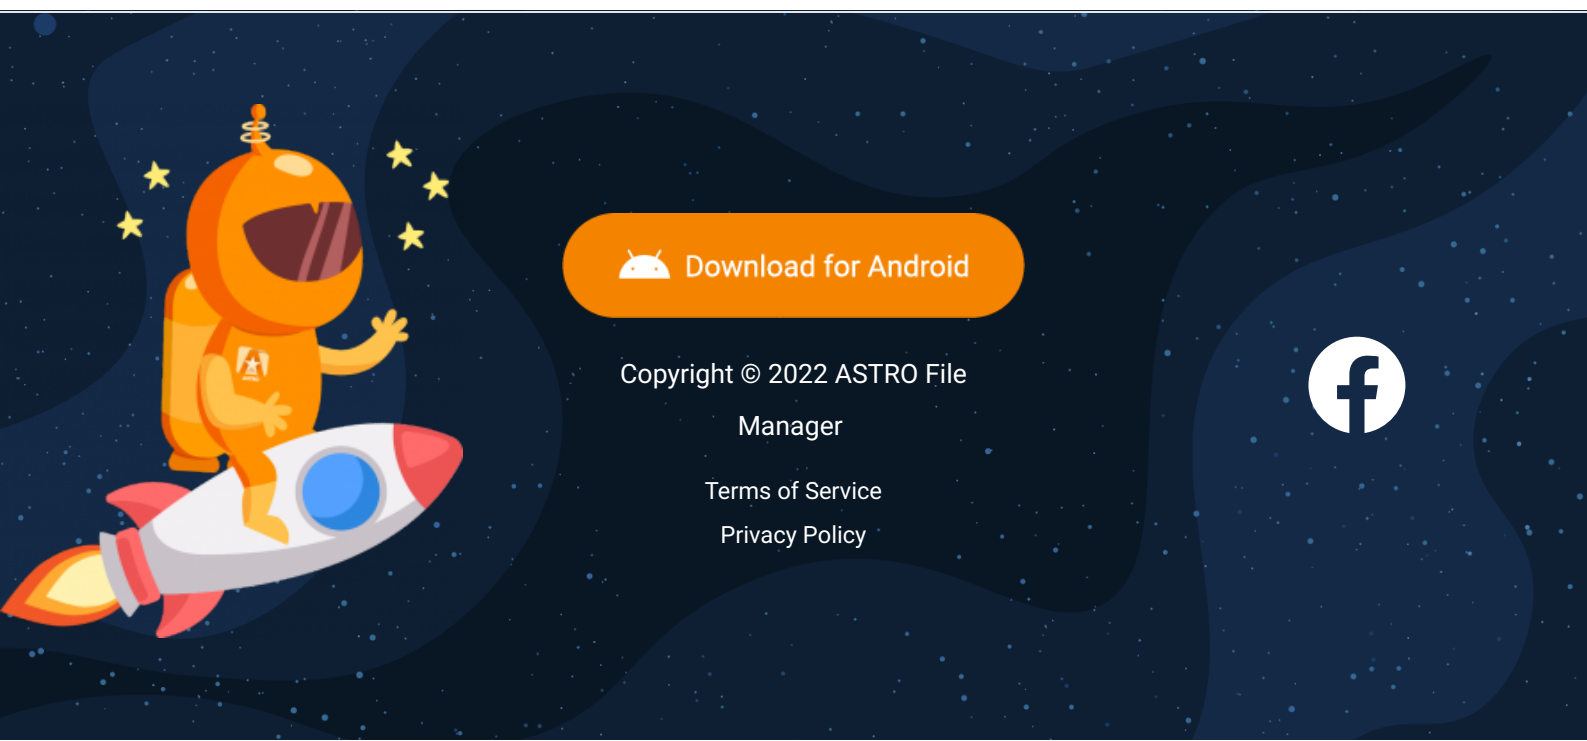 Download for Android
Copyright © 2022 ASTRO File
Manager
Terms of Service
Privacy Policy